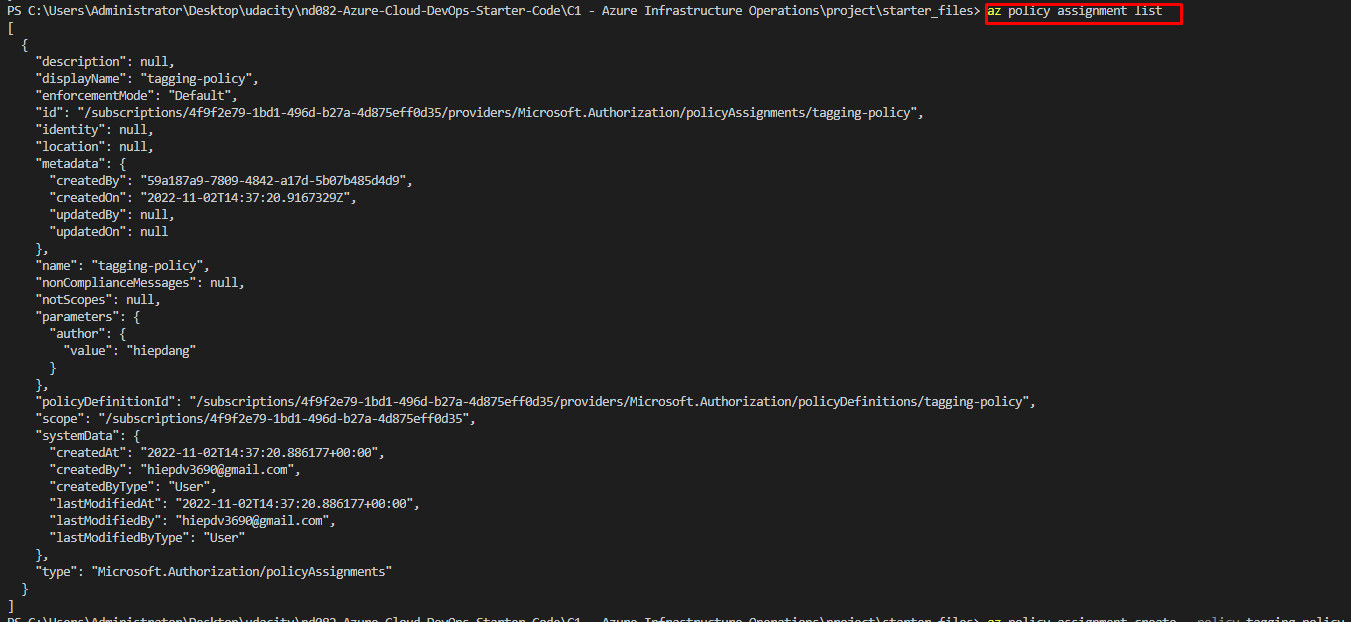 PS C:\Users\Administrator\Desktop\udacity\nd082-Azure-Cloud-DevOps-Starter-Code\C1 - Azure Infrastructure Operations\project\starter_files> az policy assignment list
[
  {
    "description": null,
    "displayName": "tagging-policy",
    "enforcementMode": "Default",
    "id": "/subscriptions/4f9f2e79-1bd1-496d-b27a-4d875eff0d35/providers/Microsoft.Authorization/policyAssignments/tagging-policy",
    "identity": null,
    "location": null,
    "metadata": {
      "createdBy": "59a187a9-7809-4842-a17d-5b07b485d4d9",
      "createdOn": "2022-11-02T14:37:20.9167329Z",
      "updatedBy": null,
      "updatedOn": null
    },
    "name": "tagging-policy",
    "nonComplianceMessages": null,
    "notScopes": null,
    "parameters": {
      "author": {
        "value": "hiepdang"
      }
    },
    "policyDefinitionId": "/subscriptions/4f9f2e79-1bd1-496d-b27a-4d875eff0d35/providers/Microsoft.Authorization/policyDefinitions/tagging-policy",
    "scope": "/subscriptions/4f9f2e79-1bd1-496d-b27a-4d875eff0d35",
    "systemData": {
      "createdAt": "2022-11-02T14:37:20.886177+00:00",
      "createdBy": "hiepdv3690@gmail.com",
      "createdByType": "User",
      "lastModifiedAt": "2022-11-02T14:37:20.886177+00:00",
      "lastModifiedBy": "hiepdv3690@gmail.com",
      "lastModifiedByType": "User"
    },
    "type": "Microsoft.Authorization/policyAssignments"
  }
]
PS C:\Users\Administrator\Desktop\udacity\nd082-Azure-Cloud-DevOps-Starter-Code\C1 - Azure Infrastructure Operations\project\starter_files> az policy assignment create --policy tagging-policy